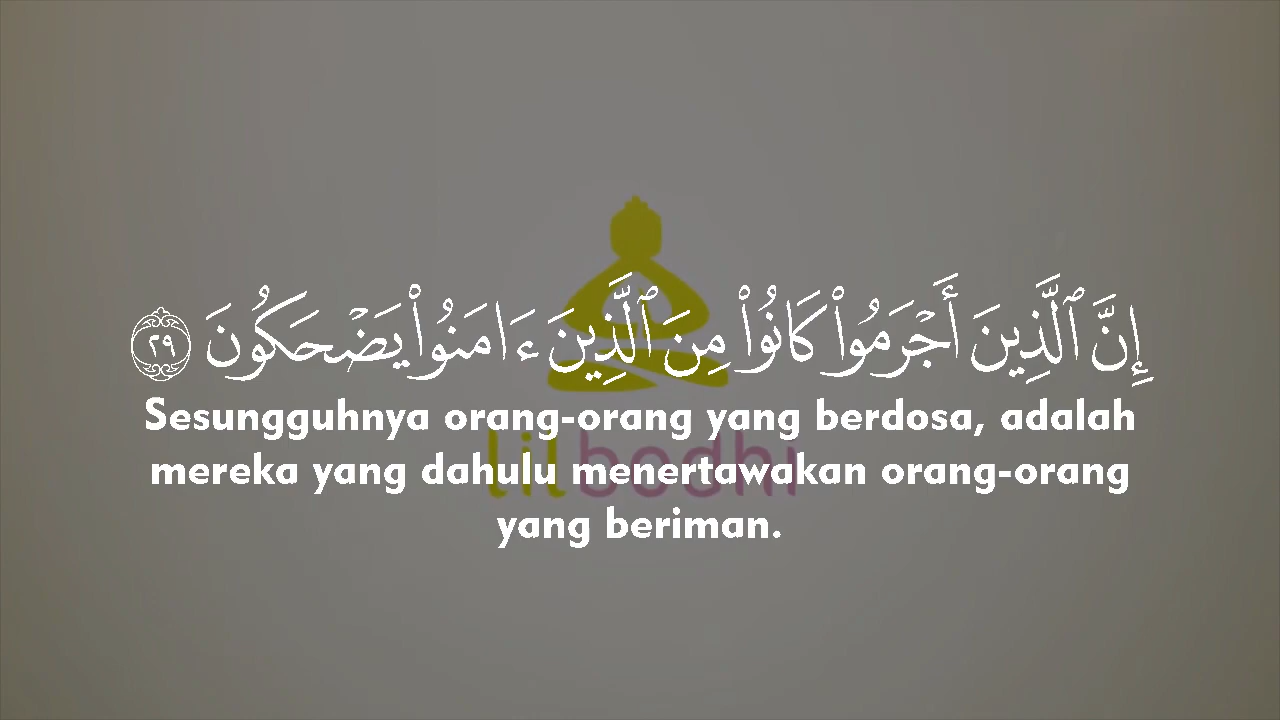 إِنَّ ٱلَّذِينَ أَجْرَمُوا۟ كَانُوا۟ مِنَ ٱلَّذِينَ ءَامَنُوا۟ يَضْحَكُونَ ٢٩
Sesungguhnya orang-orang yang berdosa, adalah
mereka yang dahulu menertawakan orang-orang
yang beriman.
lilbodhi